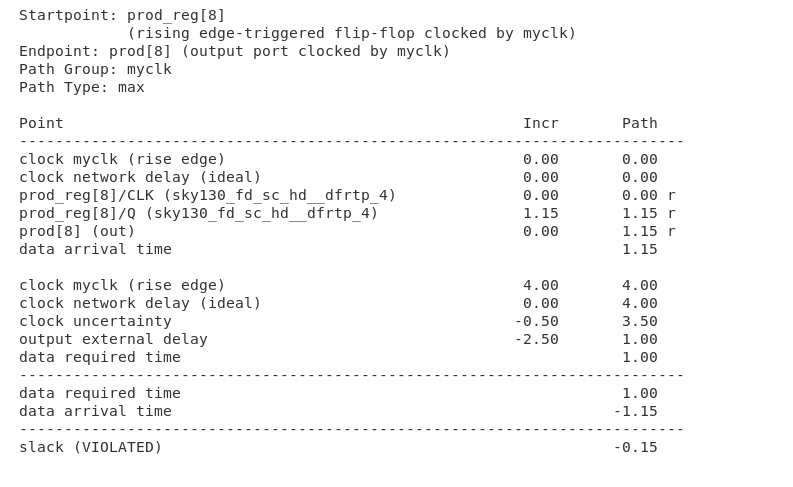 Startpoint: prod_reg[8]
            (rising edge-triggered flip-flop clocked by myclk)
Endpoint: prod[8] (output port clocked by myclk)
Path Group: myclk
Path Type: max

Point                                                   Incr       Path
--------------------------------------------------------------------------
clock myclk (rise edge)                                 0.00       0.00
clock network delay (ideal)                             0.00       0.00
prod_reg[8]/CLK (sky130_fd_sc_hd__dfrtp_4)              0.00       0.00 r
prod_reg[8]/Q (sky130_fd_sc_hd__dfrtp_4)                1.15       1.15 r
prod[8] (out)                                           0.00       1.15 r
data arrival time                                                  1.15

clock myclk (rise edge)                                 4.00       4.00
clock network delay (ideal)                             0.00       4.00
clock uncertainty                                      -0.50       3.50
output external delay                                  -2.50       1.00
data required time                                                 1.00
--------------------------------------------------------------------------
data required time                                                 1.00
data arrival time                                                 -1.15
--------------------------------------------------------------------------
slack (VIOLATED)                                                  -0.15